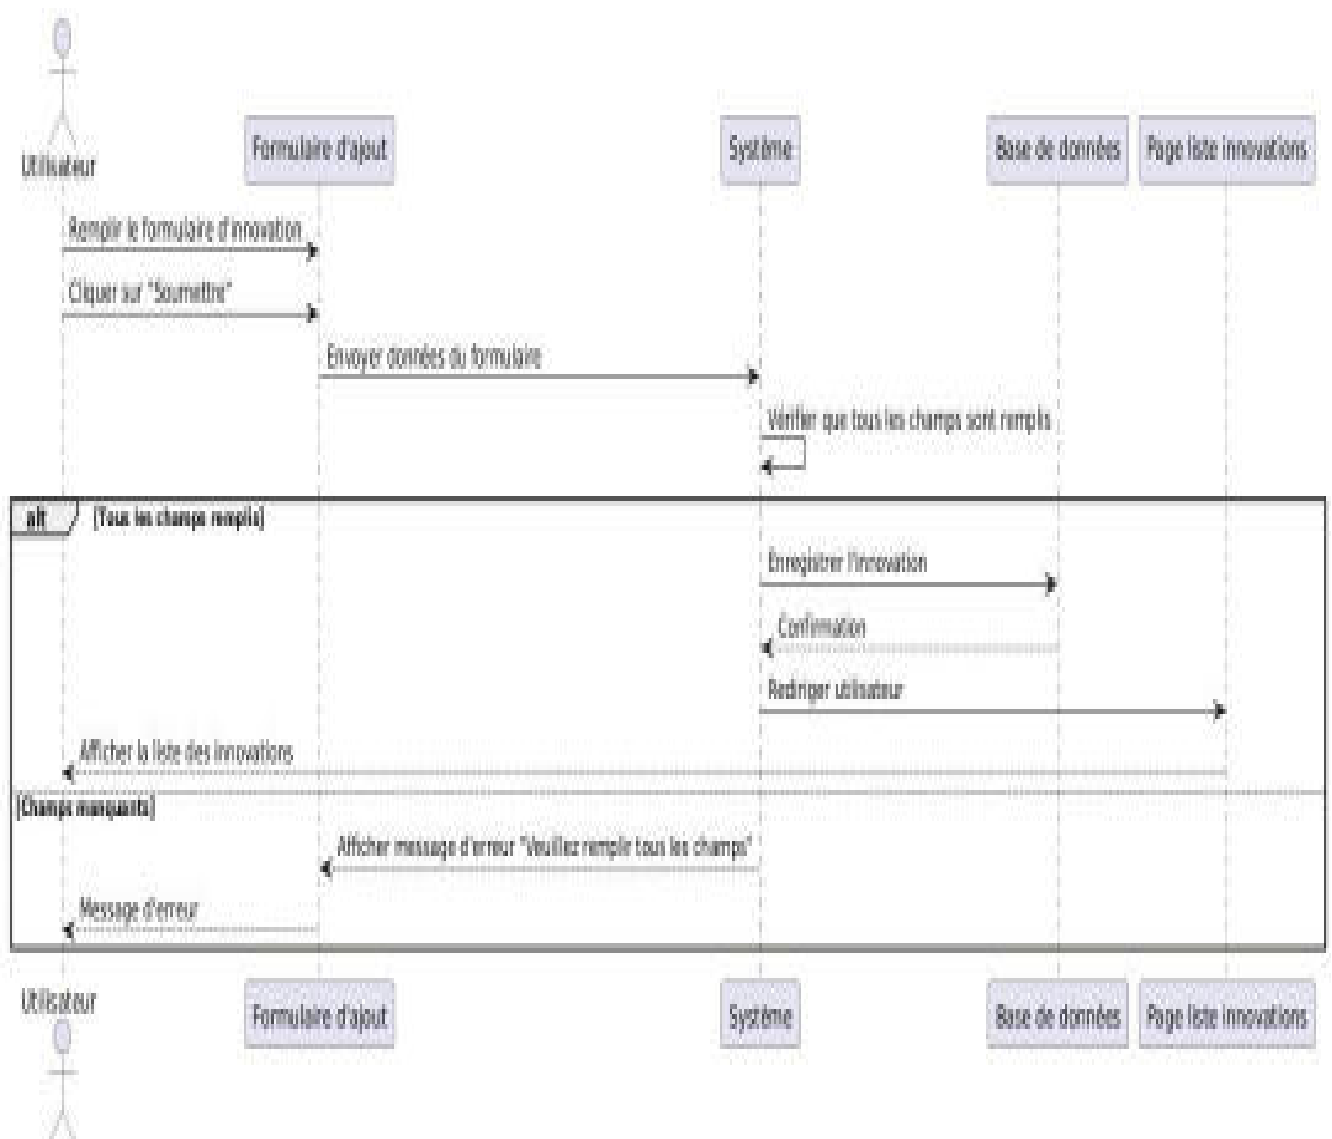 Utilisateur
Formulaire d'ajout
Système
Base de données
Page liste innovations
Remplir le formulaire d'innovation
Cliquer sur "Soumettre"
Envoyer données du formulaire
Vérifier que tous les champs sont remplis
alt
[Tous les champs remplis]
Enregistrer l'innovation
Confirmation
Rediriger utilisateur
Afficher la liste des innovations
[Champs manquants]
Afficher message d'erreur "Veuillez remplir tous les champs"
Message d'erreur
Utilisateur
Formulaire d'ajout
Système
Base de données
Page liste innovations